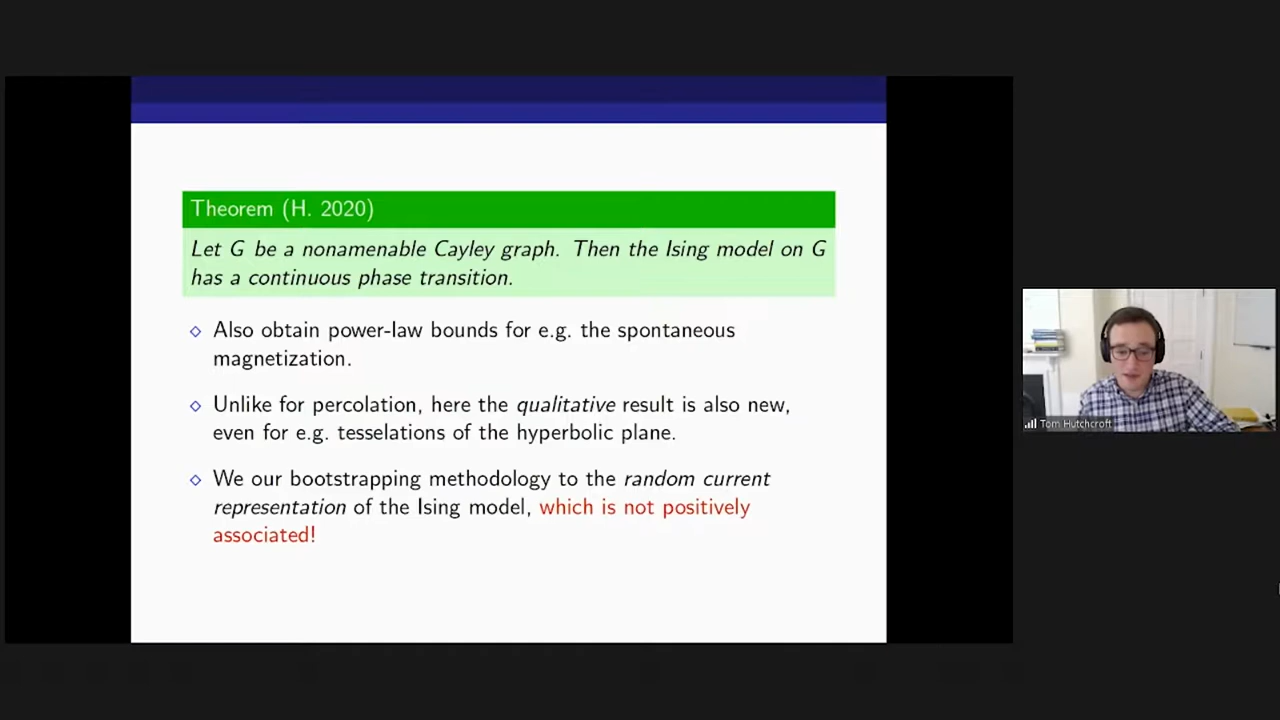 Theorem (H. 2020)
Let G be a nonamenable Cayley graph. Then the Ising model on G
has a continuous phase transition.
◇ Also obtain power-law bounds for e.g. the spontaneous
magnetization.
◇ Unlike for percolation, here the qualitative result is also new,
even for e.g. tesselations of the hyperbolic plane.
◇ We our bootstrapping methodology to the random current
representation of the Ising model, which is not positively
associated!
Tom Hutchcroft